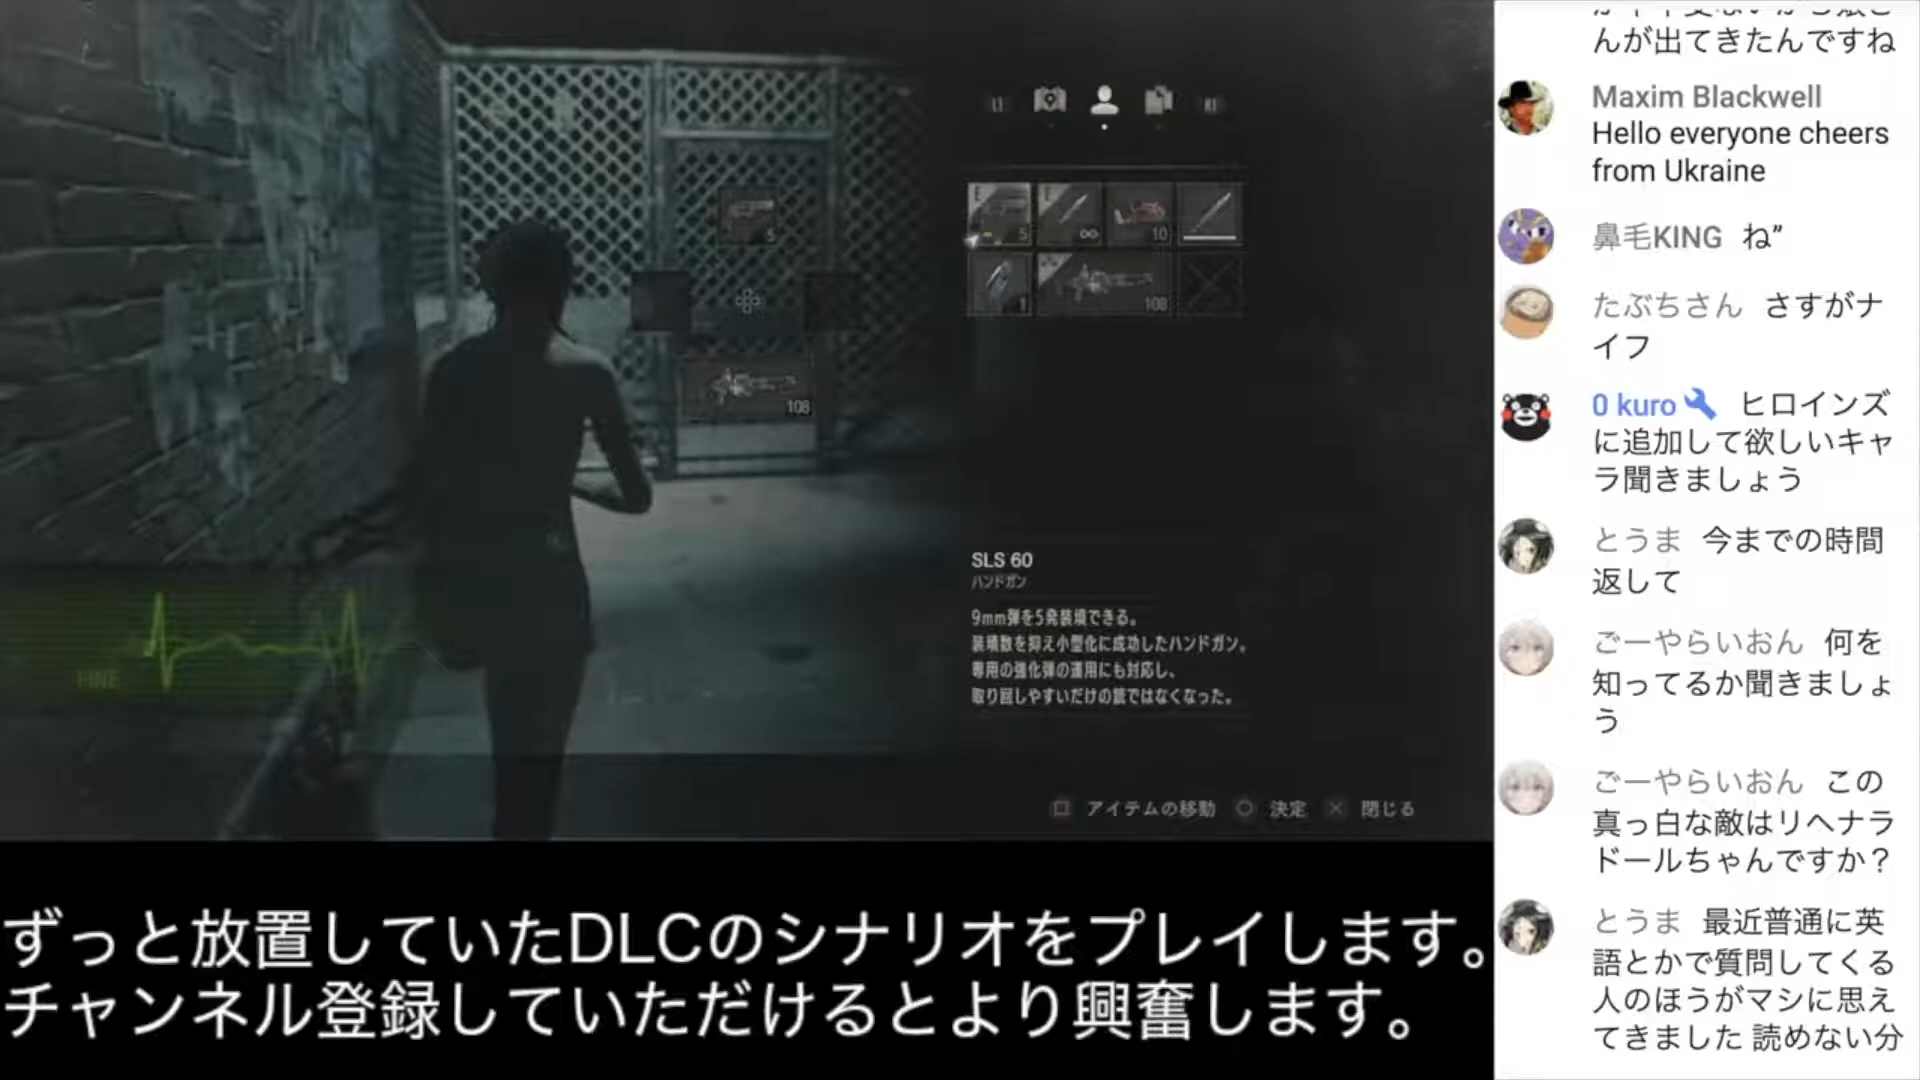 5
∞
10
1
108
5
108
FINE
SLS 60
ハンドガン
9mm弾を5発装填できる。
装填数を抑え小型化に成功したハンドガン。
専用の強化弾の運用にも対応し、
取り回しやすいだけの銃ではなくなった。
アイテムの移動 決定 閉じる
ずっと放置していたDLCのシナリオをプレイします。
チャンネル登録していただけるとより興奮します。
んが出てきたんですね
Maxim Blackwell
Hello everyone cheers
from Ukraine
鼻毛KING ね”
たぶちさん さすがナ
イフ
0 kuro ヒロインズ
に追加して欲しいキャ
ラ聞きましょう
とうま 今までの時間
返して
ごーやらいおん 何を
知ってるか聞きましょ
う
ごーやらいおん この
真っ白な敵はリヘナラ
ドールちゃんですか？
とうま 最近普通に英
語とかで質問してくる
人のほうがマシに思え
てきました 読めない分